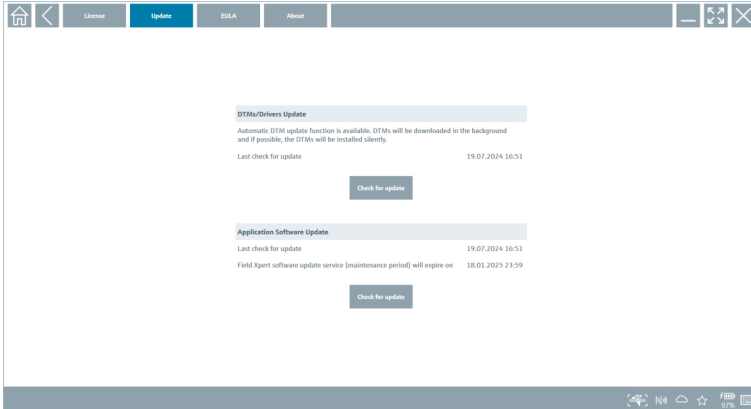 License Update EULA About
DTMs/Drivers Update
Automatic DTM update function is available. DTMs will be downloaded in the background
and if possible, the DTMs will be installed silently.
Last check for update 19.07.2024 16:51
Check for update
Application Software Update
Last check for update 19.07.2024 16:51
Field Xpert software update service (maintenance period) will expire on 18.01.2025 23:59
Check for update
97%